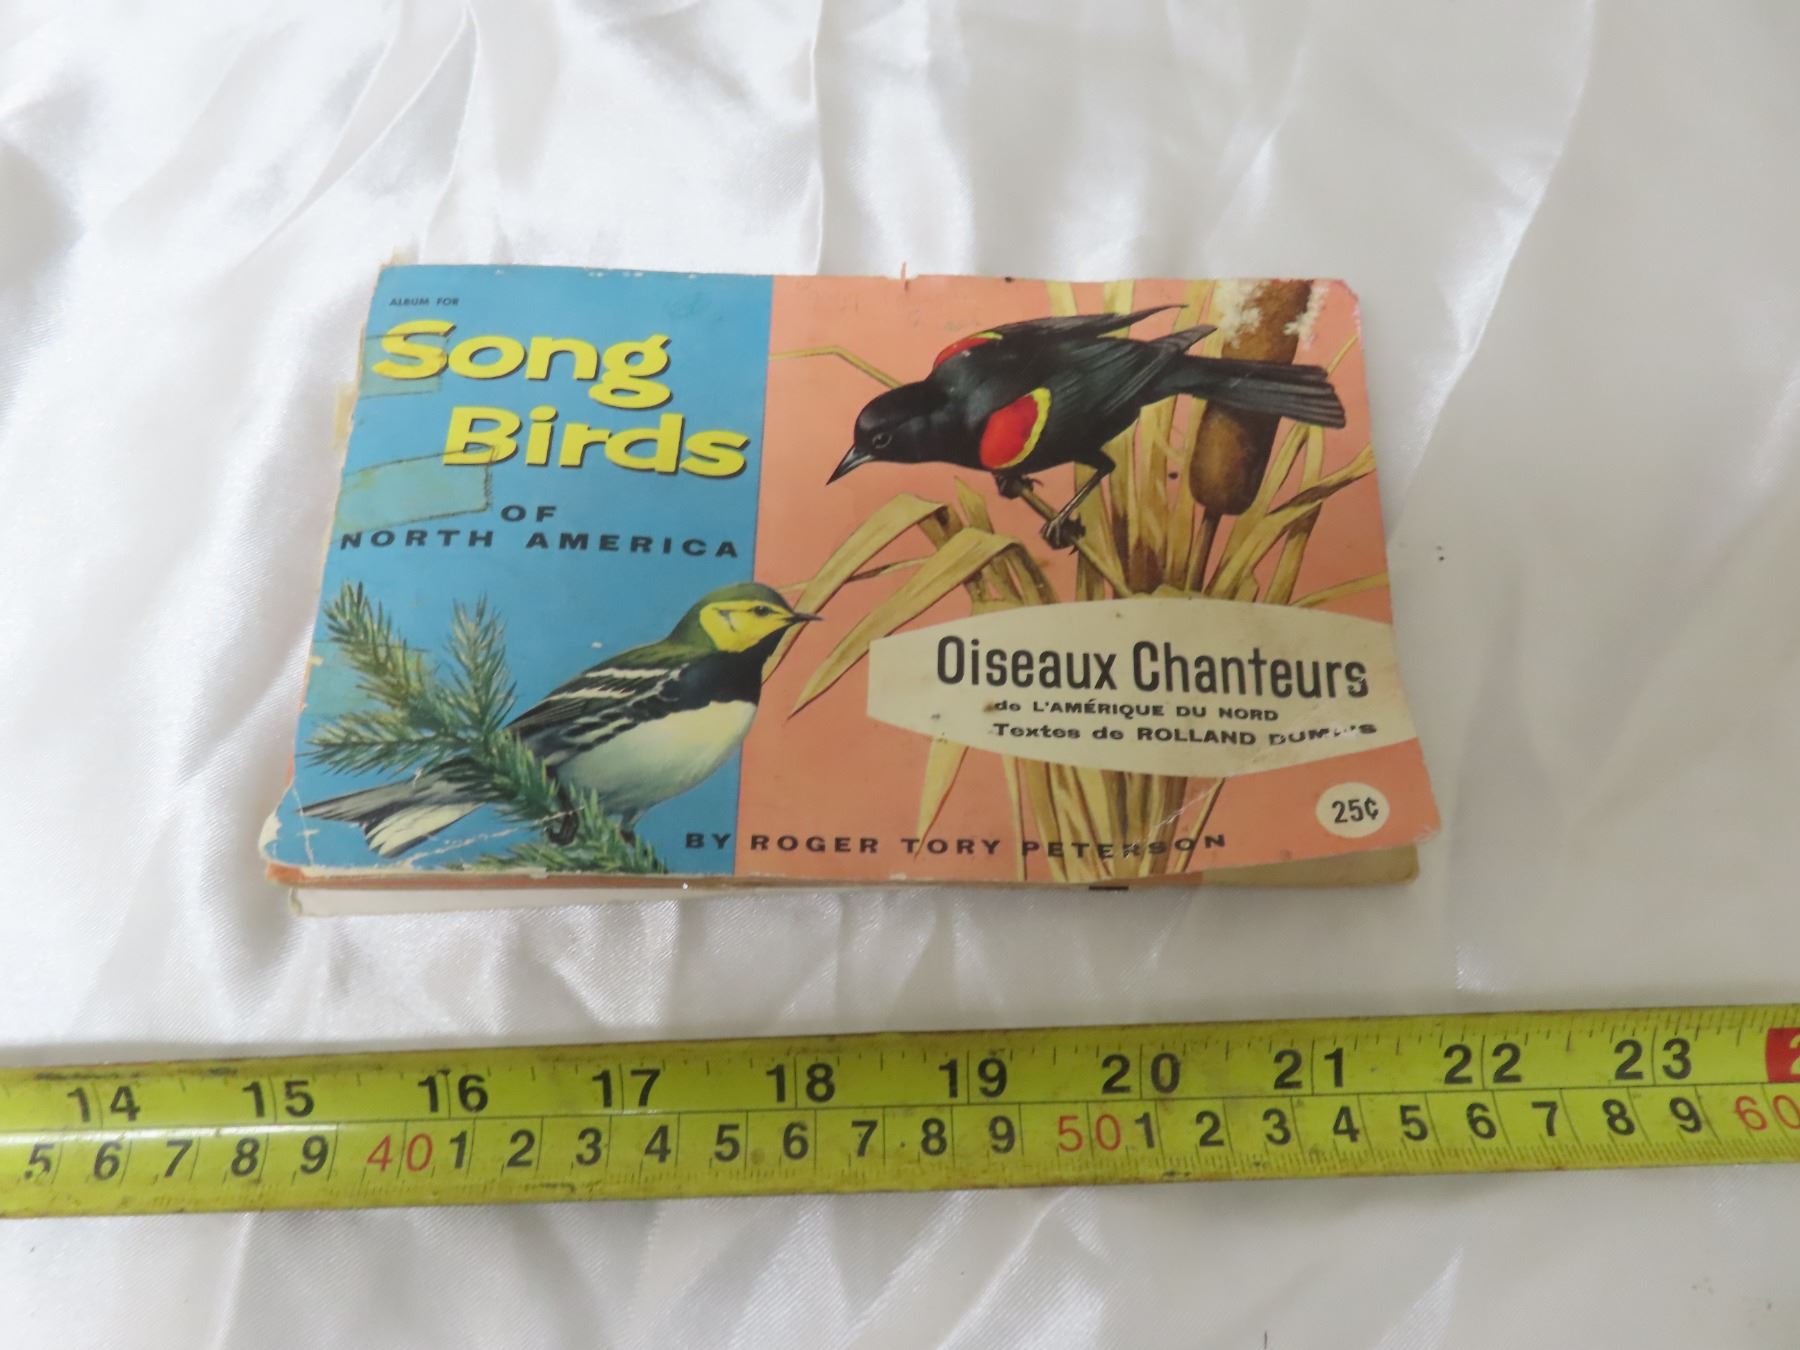 ALBUM FOR
Song
Birds
OF
NORTH AMERICA
Oiseaux Chanteurs
de L'AMÉRIQUE DU NORD
Textes de ROLLAND
25¢
BY ROGER TORY PETERSON
14 15 16 17 18 19 20 21 22 23
5 6 7 8 9 40 1 2 3 4 5 6 7 8 9 50 1 2 3 4 5 6 7 8 9 60